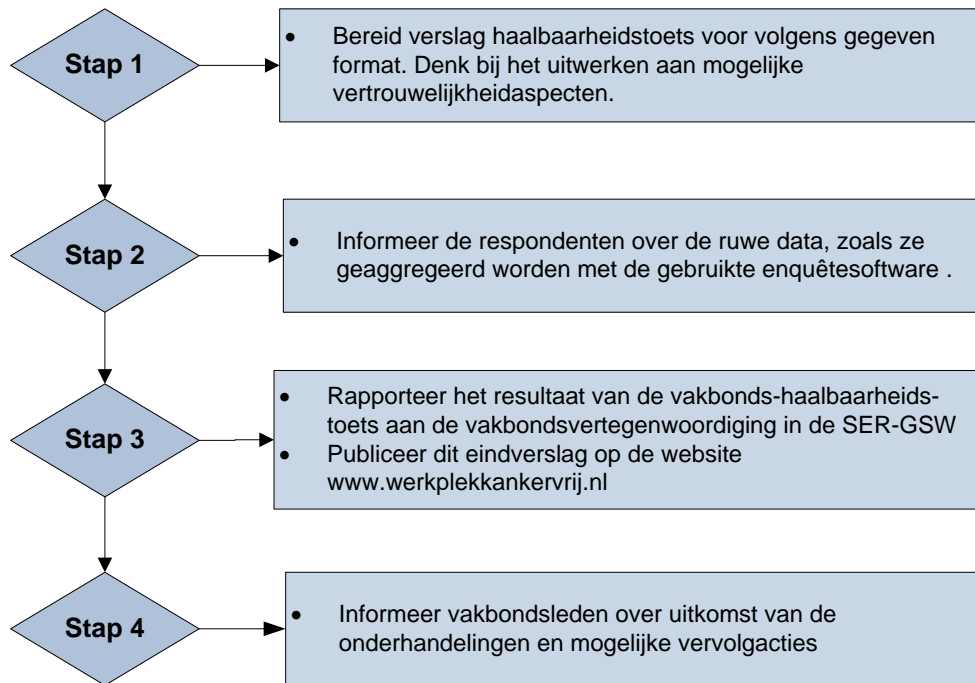 Stap 1
• Bereid verslag haalbaarheidstoets voor volgens gegeven
format. Denk bij het uitwerken aan mogelijke
vertrouwelijkheidaspecten.
Stap 2
• Informeer de respondenten over de ruwe data, zoals ze
geaggregeerd worden met de gebruikte enquêtesoftware .
Stap 3
• Rapporteer het resultaat van de vakbonds-haalbaarheids-
toets aan de vakbondsvertegenwoordiging in de SER-GSW
• Publiceer dit eindverslag op de website
www.werkplekkankervrij.nl
Stap 4
• Informeer vakbondsleden over uitkomst van de
onderhandelingen en mogelijke vervolgacties